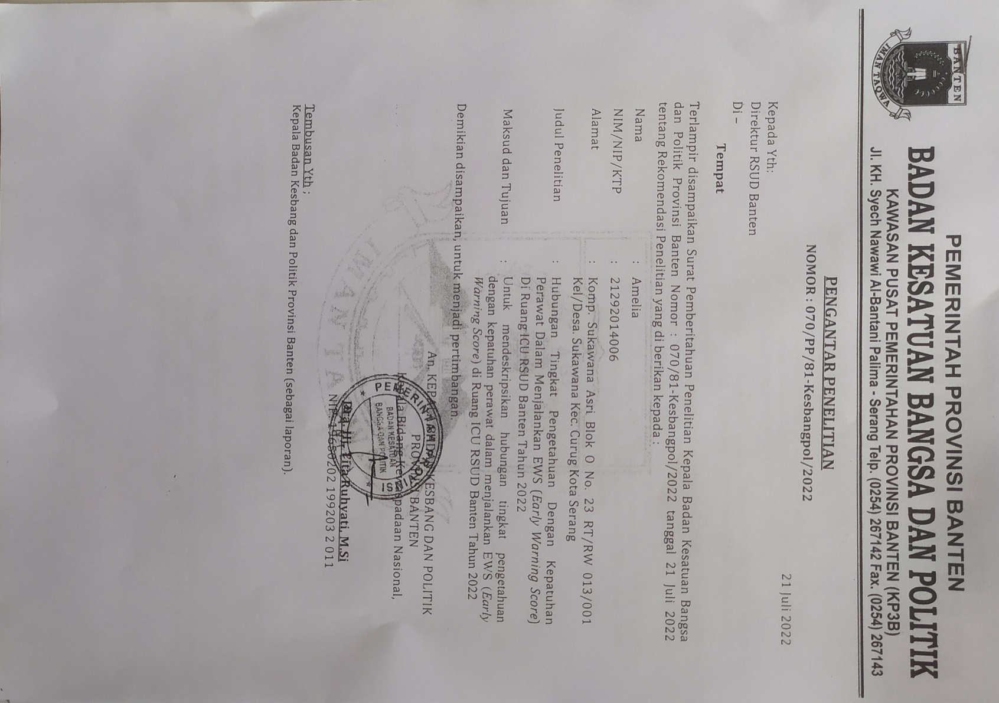 BANTEN
IMAN TAQWA
PEMERINTAH PROVINSI BANTEN
BADAN KESATUAN BANGSA DAN POLITIK
KAWASAN PUSAT PEMERINTAHAN PROVINSI BANTEN (KP3B)
Jl. KH. Syech Nawawi Al-Bantani Palima - Serang Telp. (0254) 267142 Fax. (0254) 267143
PENGANTAR PENELITIAN
NOMOR : 070/PP/81-Kesbangpol/2022
21 Juli 2022
Kepada Yth:
Direktur RSUD Banten
Di –
Tempat
Terlampir disampaikan Surat Pemberitahuan Penelitian Kepala Badan Kesatuan Bangsa
dan Politik Provinsi Banten Nomor : 070/81-Kesbangpol/2022 tanggal 21 Juli 2022
tentang Rekomendasi Penelitian yang di berikan kepada :
Nama : Amelia
NIM/NIP/KTP : 21292014006
Alamat : Komp. Sukawana Asri Blok O No. 23 RT/RW 013/001
Kel/Desa. Sukawana Kec. Curug Kota Serang
Judul Penelitian : Hubungan Tingkat Pengetahuan Dengan Kepatuhan
Perawat Dalam Menjalankan EWS (Early Warning Score)
Di Ruang ICU RSUD Banten Tahun 2022
Maksud dan Tujuan : Untuk mendeskripsikan hubungan tingkat pengetahuan
dengan kepatuhan perawat dalam menjalankan EWS (Early
Warning Score) di Ruang ICU RSUD Banten Tahun 2022
Demikian disampaikan, untuk menjadi pertimbangan.
An. KEPALA BADAN KESBANG DAN POLITIK
PROVINSI BANTEN
Kepala Bidang Kewaspadaan Nasional,
PEMERINTAH
BADAN KESATUAN
BANGSA DAN POLITIK
Dra. Hj. Pita Ruhyati, M.Si
NIP. 19650202 199203 2 011
Tembusan Yth ;
Kepala Badan Kesbang dan Politik Provinsi Banten (sebagai laporan).